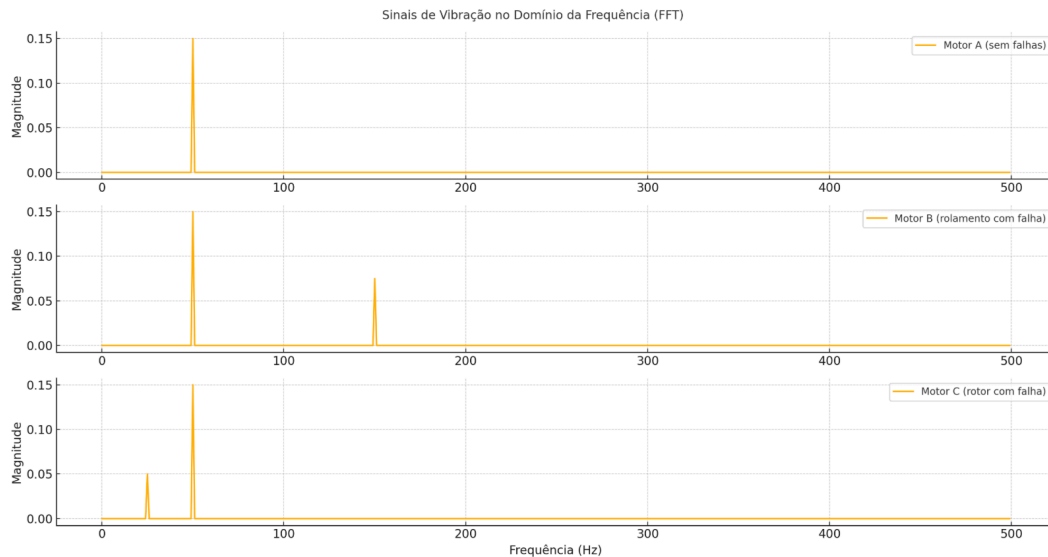 Sinais de Vibração no Domínio da Frequência (FFT)
Motor A (sem falhas)
Magnitude
0.15
0.10
0.05
0.00
0 100 200 300 400 500
Motor B (rolamento com falha)
Magnitude
0.15
0.10
0.05
0.00
0 100 200 300 400 500
Motor C (rotor com falha)
Magnitude
0.15
0.10
0.05
0.00
0 100 200 300 400 500
Frequência (Hz)